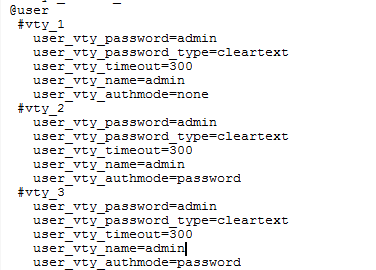 @user
#vty_1
user_vty_password=admin
user_vty_password_type=cleartext
user_vty_timeout=300
user_vty_name=admin
user_vty_authmode=none
#vty_2
user_vty_password=admin
user_vty_password_type=cleartext
user_vty_timeout=300
user_vty_name=admin
user_vty_authmode=password
#vty_3
user_vty_password=admin
user_vty_password_type=cleartext
user_vty_timeout=300
user_vty_name=admin
user_vty_authmode=password